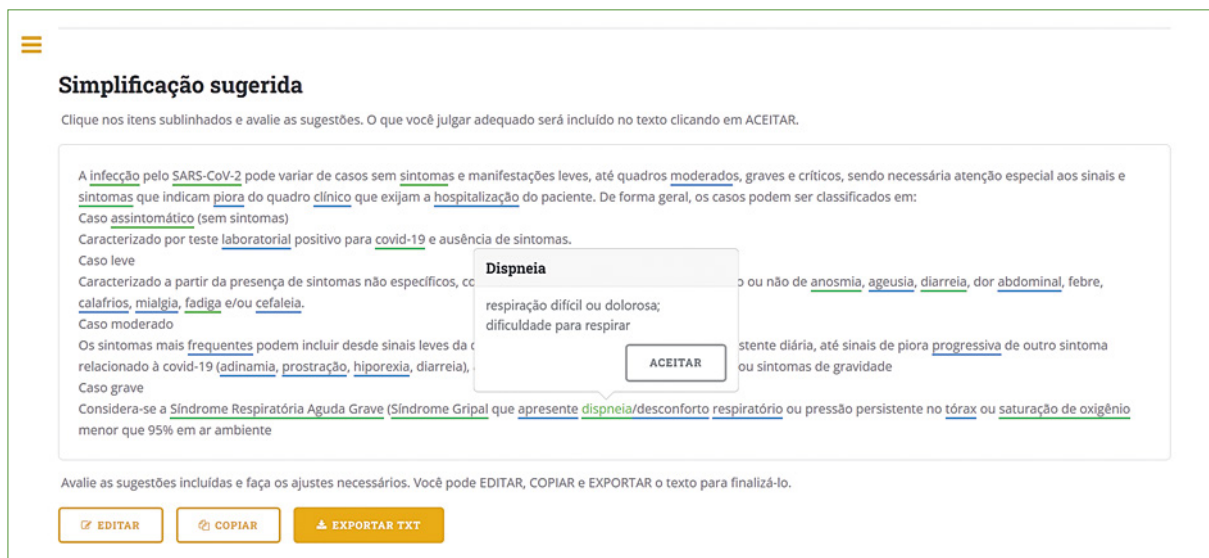 Simplificação sugerida
Clique nos itens sublinhados e avalie as sugestões. O que você julgar adequado será incluído no texto clicando em ACEITAR.
A infecção pelo SARS-CoV-2 pode variar de casos sem sintomas e manifestações leves, até quadros moderados, graves e críticos, sendo necessária atenção especial aos sinais e
sintomas que indicam piora do quadro clínico que exijam a hospitalização do paciente. De forma geral, os casos podem ser classificados em:
Caso assintomático (sem sintomas)
Caracterizado por teste laboratorial positivo para covid-19 e ausência de sintomas.
Caso leve
Caracterizado a partir da presença de sintomas não específicos, co
o ou não de anosmia, ageusia, diarreia, dor abdominal, febre,
calafrios, mialgia, fadiga e/ou cefaleia.
Caso moderado
Os sintomas mais frequentes podem incluir desde sinais leves da
stente diária, até sinais de piora progressiva de outro sintoma
relacionado à covid-19 (adinamia, prostração, hiporexia, diarreia),
ou sintomas de gravidade
Caso grave
Considera-se a Síndrome Respiratória Aguda Grave (Síndrome Gripal que apresente dispneia/desconforto respiratório ou pressão persistente no tórax ou saturação de oxigênio
menor que 95% em ar ambiente
Dispneia
respiração difícil ou dolorosa;
dificuldade para respirar
ACEITAR
Avalie as sugestões incluídas e faça os ajustes necessários. Você pode EDITAR, COPIAR e EXPORTAR o texto para finalizá-lo.
EDITAR
COPIAR
EXPORTAR TXT